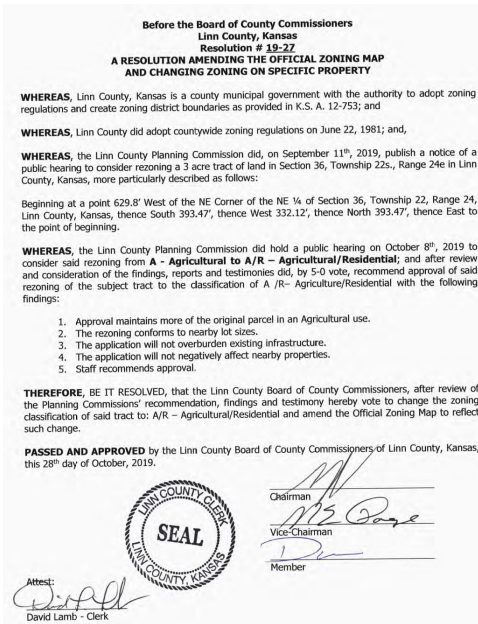 Before the Board of County Commissioners
Linn County, Kansas
Resolution # 19-27
A RESOLUTION AMENDING THE OFFICIAL ZONING MAP
AND CHANGING ZONING ON SPECIFIC PROPERTY
WHEREAS, Linn County, Kansas is a county municipal government with the authority to adopt zoning
regulations and create zoning district boundaries as provided in K.S. A. 12-753; and
WHEREAS, Linn County did adopt countywide zoning regulations on June 22, 1981; and,
WHEREAS, the Linn County Planning Commission did, on September 11th, 2019, publish a notice of a
public hearing to consider rezoning a 3 acre tract of land in Section 36, Township 22s., Range 24e in Linn
County, Kansas, more particularly described as follows:
Beginning at a point 629.8' West of the NE Corner of the NE ¼ of Section 36, Township 22, Range 24,
Linn County, Kansas, thence South 393.47', thence West 332.12', thence North 393.47', thence East to
the point of beginning.
WHEREAS, the Linn County Planning Commission did hold a public hearing on October 8th, 2019 to
consider said rezoning from A - Agricultural to A/R – Agricultural/Residential; and after review
and consideration of the findings, reports and testimonies did, by 5-0 vote, recommend approval of said
rezoning of the subject tract to the classification of A /R– Agriculture/Residential with the following
findings:
1. Approval maintains more of the original parcel in an Agricultural use.
2. The rezoning conforms to nearby lot sizes.
3. The application will not overburden existing infrastructure.
4. The application will not negatively affect nearby properties.
5. Staff recommends approval.
THEREFORE, BE IT RESOLVED, that the Linn County Board of County Commissioners, after review of
the Planning Commissions' recommendation, findings and testimony hereby vote to change the zoning
classification of said tract to: A/R – Agricultural/Residential and amend the Official Zoning Map to reflect
such change.
PASSED AND APPROVED by the Linn County Board of County Commissioners of Linn County, Kansas,
this 28th day of October, 2019.
Chairman
Vice-Chairman
Member
LINN COUNTY CLERK
SEAL
LINN COUNTY, KANSAS
Attest:
David Lamb - Clerk